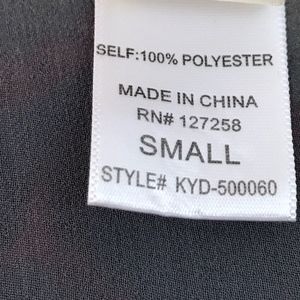 SELF:100% POLYESTER
MADE IN CHINA
RN# 127258
SMALL
STYLE# KYD-500060